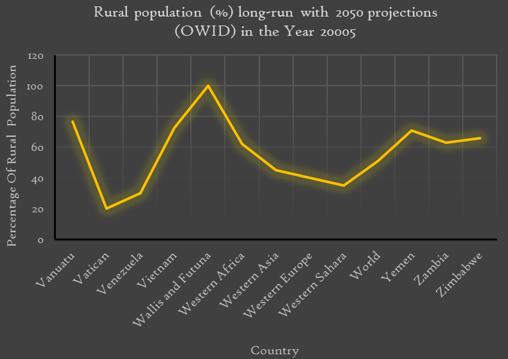 Rural population (%) long-run with 2050 projections
(OWID) in the Year 20005
Percentage Of Rural Population
120
100
80
60
40
20
0
Vanuatu
Vatican
Venezuela
Vietnam
Wallis and Futuna
Western Africa
Western Asia
Western Europe
Western Sahara
World
Yemen
Zambia
Zimbabwe
Country